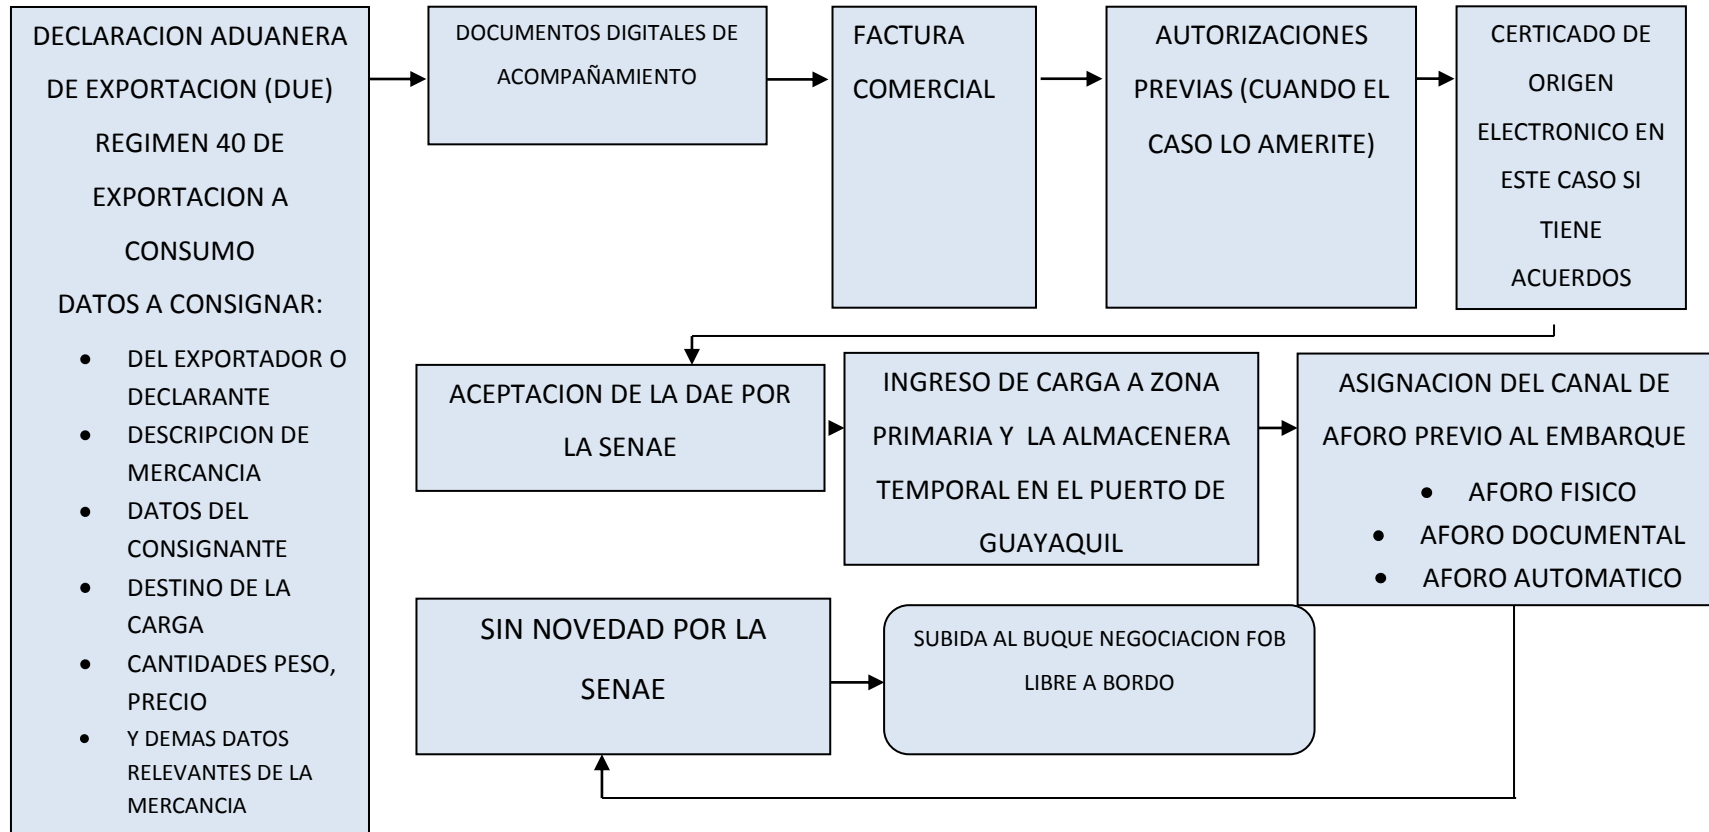 DECLARACION ADUANERA
DE EXPORTACION (DUE)
REGIMEN 40 DE
EXPORTACION A
CONSUMO
DATOS A CONSIGNAR:
• DEL EXPORTADOR O
DECLARANTE
• DESCRIPCION DE
MERCANCIA
• DATOS DEL
CONSIGNANTE
• DESTINO DE LA
CARGA
• CANTIDADES PESO,
PRECIO
• Y DEMAS DATOS
RELEVANTES DE LA
MERCANCIA
DOCUMENTOS DIGITALES DE
ACOMPAÑAMIENTO
FACTURA
COMERCIAL
AUTORIZACIONES
PREVIAS (CUANDO EL
CASO LO AMERITE)
CERTICADO DE
ORIGEN
ELECTRONICO EN
ESTE CASO SI
TIENE
ACUERDOS
ACEPTACION DE LA DAE POR
LA SENAE
INGRESO DE CARGA A ZONA
PRIMARIA Y LA ALMACENERA
TEMPORAL EN EL PUERTO DE
GUAYAQUIL
ASIGNACION DEL CANAL DE
AFORO PREVIO AL EMBARQUE
• AFORO FISICO
• AFORO DOCUMENTAL
• AFORO AUTOMATICO
SIN NOVEDAD POR LA
SENAE
SUBIDA AL BUQUE NEGOCIACION FOB
LIBRE A BORDO